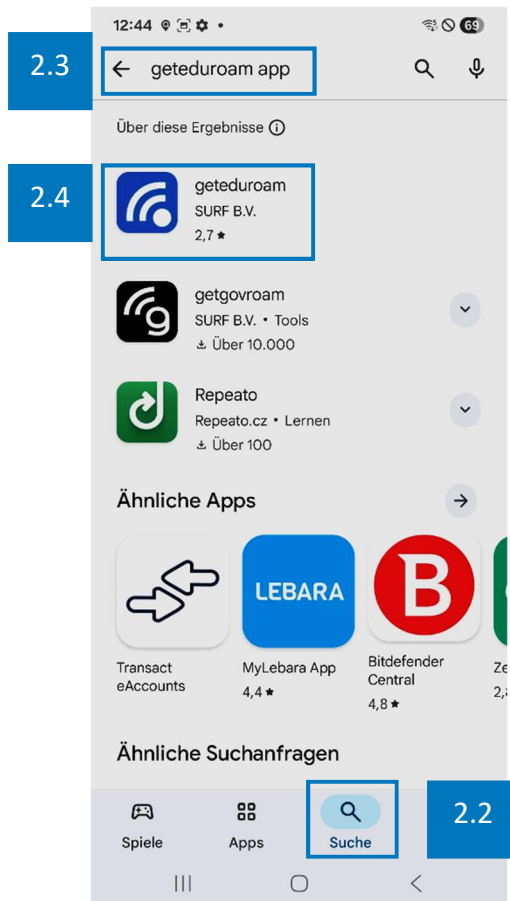 12:44
69
2.3
geteduroam app
Über diese Ergebnisse
2.4
geteduroam
SURF B.V.
2,7 ★
getgovroam
SURF B.V. • Tools
Über 10.000
Repeato
Repeato.cz • Lernen
Über 100
Ähnliche Apps
LEBARA
B
Transact eAccounts
MyLebara App
4,4 ★
Bitdefender Central
4,8 ★
Ze
2,
Ähnliche Suchanfragen
2.2
Spiele
Apps
Suche